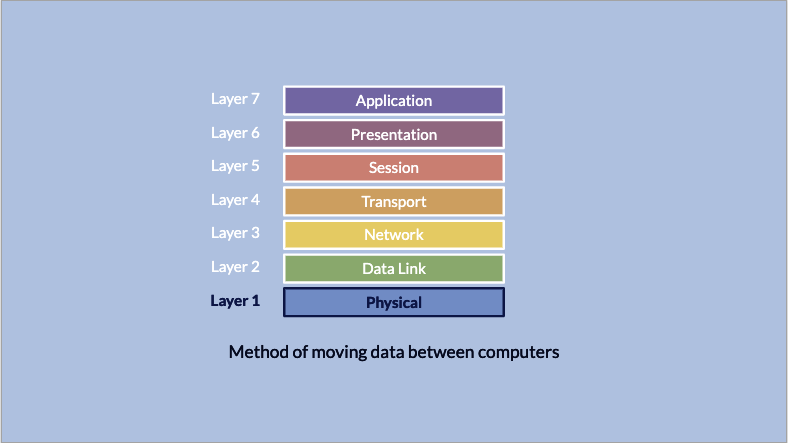 Layer 7 Application
Layer 6 Presentation
Layer 5 Session
Layer 4 Transport
Layer 3 Network
Layer 2 Data Link
Layer 1 Physical
Method of moving data between computers